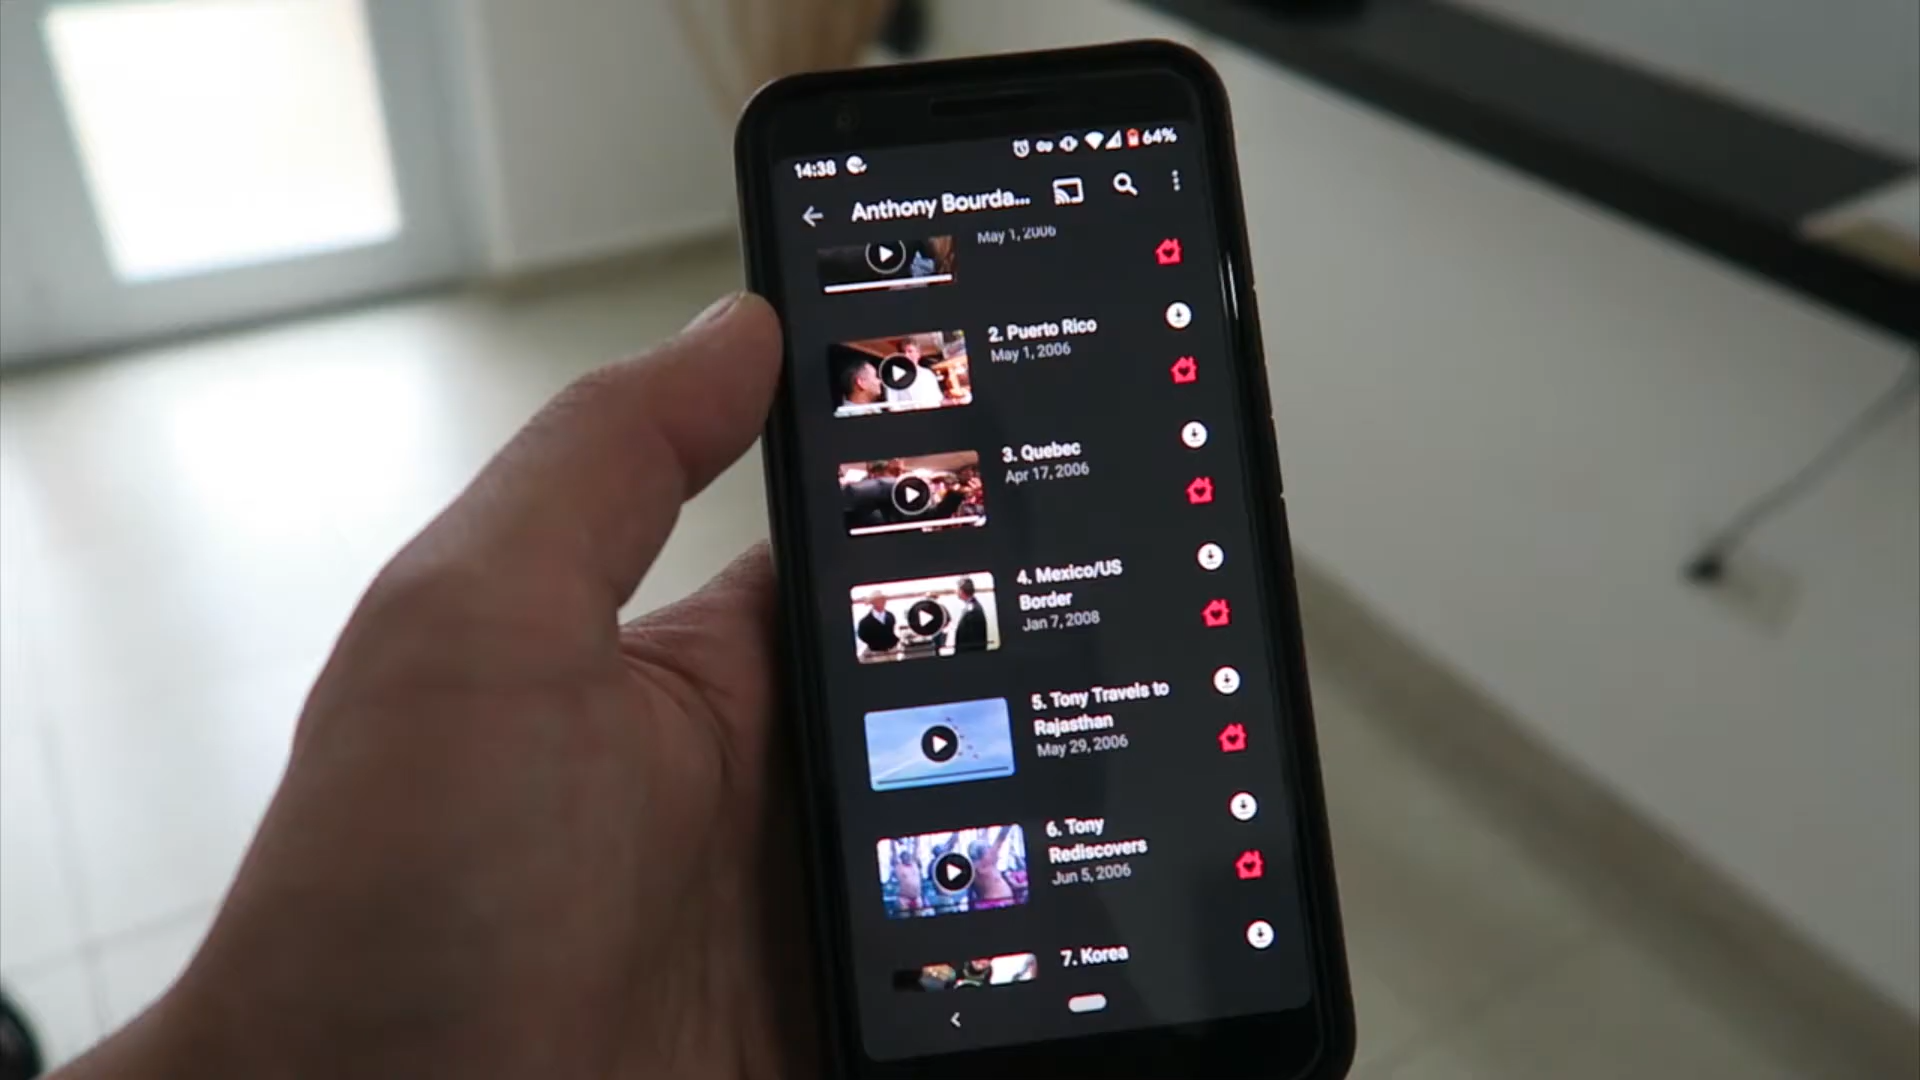 14:38
64%
Anthony Bourda...
May 1, 2006
2. Puerto Rico
May 1, 2006
3. Quebec
Apr 17, 2006
4. Mexico/US
Border
Jan 7, 2008
5. Tony Travels to
Rajasthan
May 29, 2006
6. Tony
Rediscovers
Jun 5, 2006
7. Korea